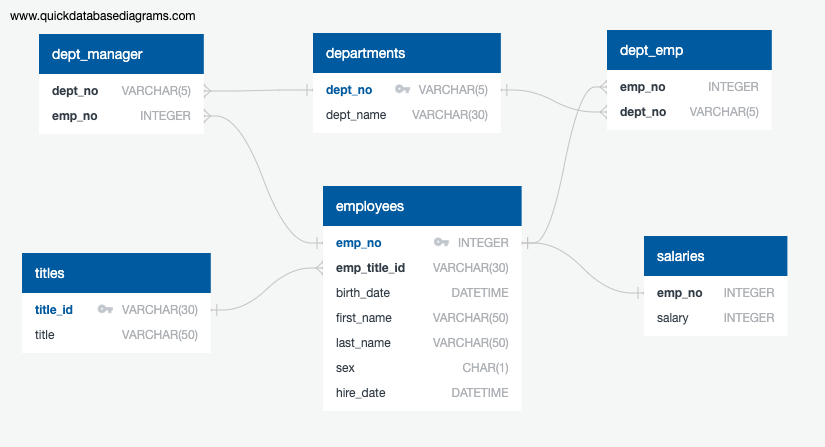 www.quickdatabasediagrams.com
dept_manager
dept_no VARCHAR(5)
emp_no INTEGER
departments
dept_no VARCHAR(5)
dept_name VARCHAR(30)
dept_emp
emp_no INTEGER
dept_no VARCHAR(5)
employees
emp_no INTEGER
emp_title_id VARCHAR(30)
birth_date DATETIME
first_name VARCHAR(50)
last_name VARCHAR(50)
sex CHAR(1)
hire_date DATETIME
titles
title_id VARCHAR(30)
title VARCHAR(50)
salaries
emp_no INTEGER
salary INTEGER